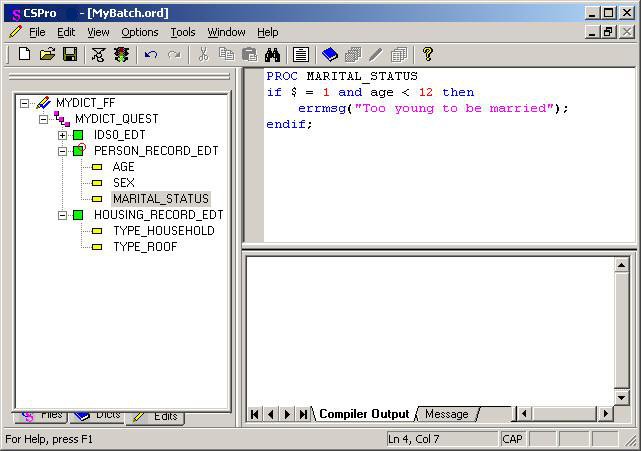 CSPro - [MyBatch.ord]
File Edit View Options Tools Window Help
MYDICT_FF
MYDICT_QUEST
IDS0_EDT
PERSON_RECORD_EDT
AGE
SEX
MARITAL_STATUS
HOUSING_RECORD_EDT
TYPE_HOUSEHOLD
TYPE_ROOF
Files Dicts Edits
PROC MARITAL_STATUS
if $ = 1 and age < 12 then
errmsg("Too young to be married");
endif;
Compiler Output Message
For Help, press F1
Ln 4, Col 7 CAP